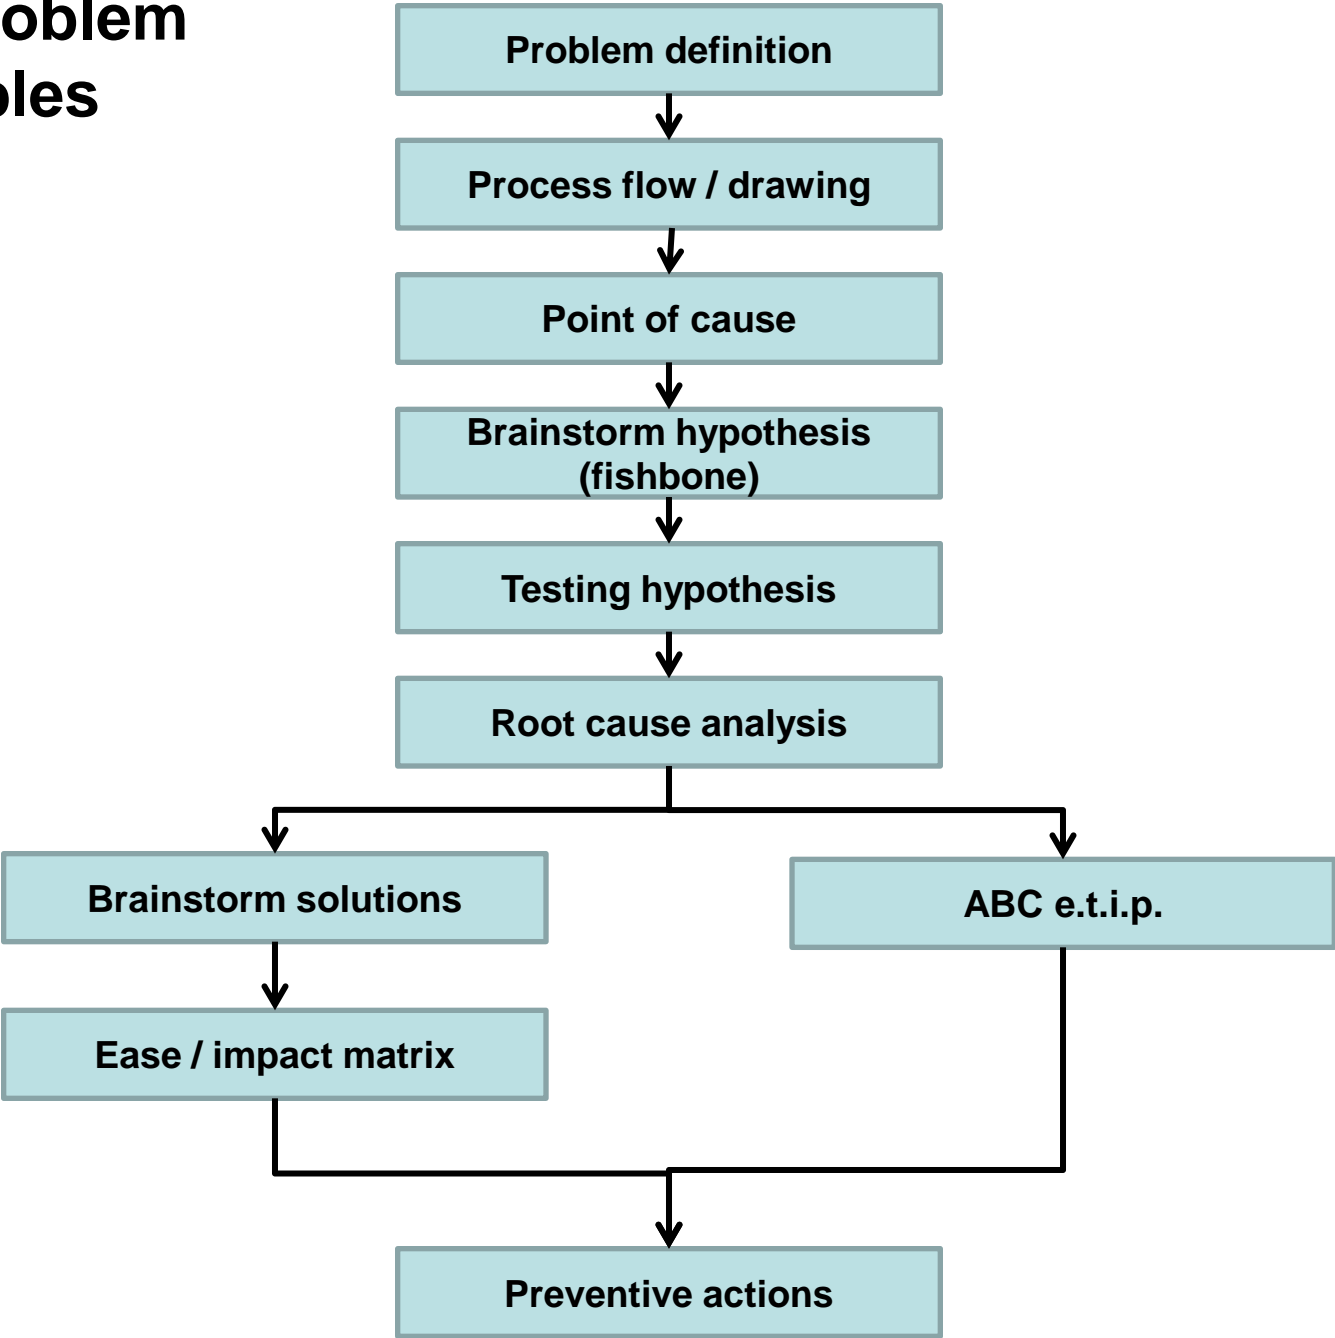 oblem
les
Problem definition
Process flow / drawing
Point of cause
Brainstorm hypothesis
(fishbone)
Testing hypothesis
Root cause analysis
Brainstorm solutions
ABC e.t.i.p.
Ease / impact matrix
Preventive actions